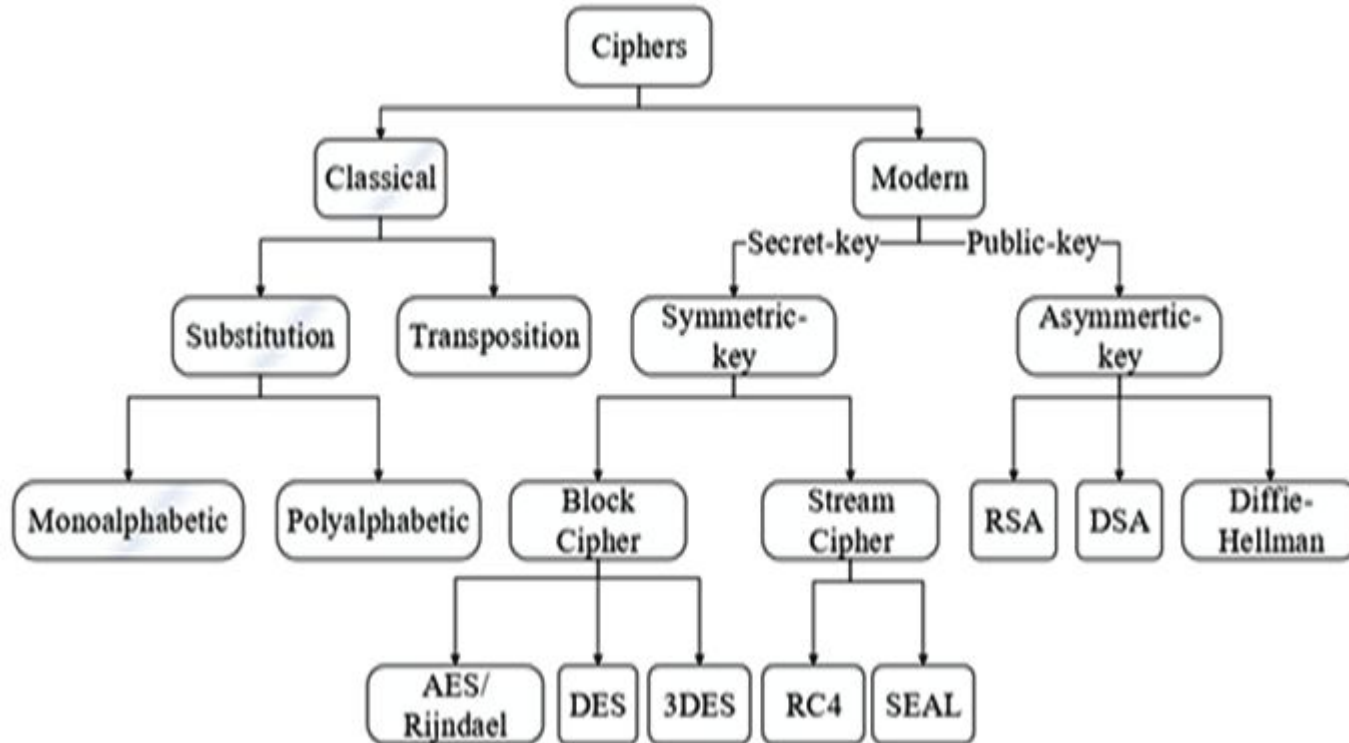 Ciphers
Classical
Modern
Secret-key
Public-key
Substitution
Transposition
Symmetric-
key
Asymmertic-
key
Monoalphabetic
Polyalphabetic
Block
Cipher
Stream
Cipher
RSA
DSA
Diffie-
Hellman
AES/
Rijndael
DES
3DES
RC4
SEAL